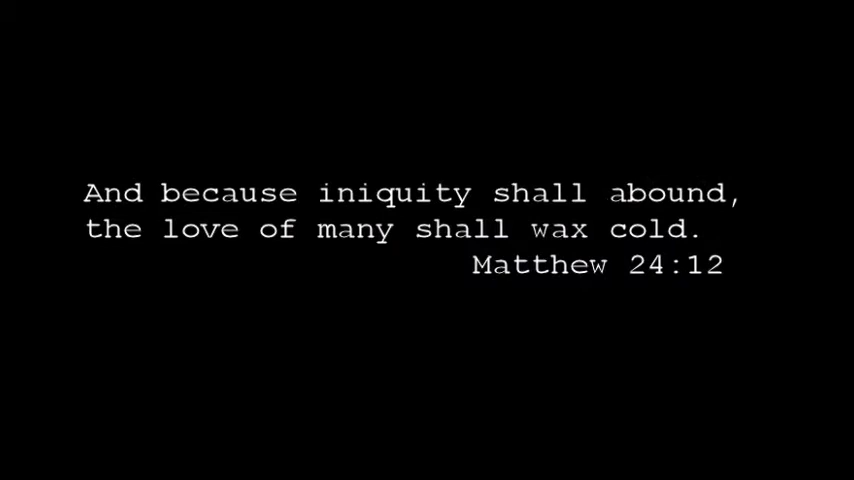 And because iniquity shall abound,
the love of many shall wax cold.
Matthew 24:12